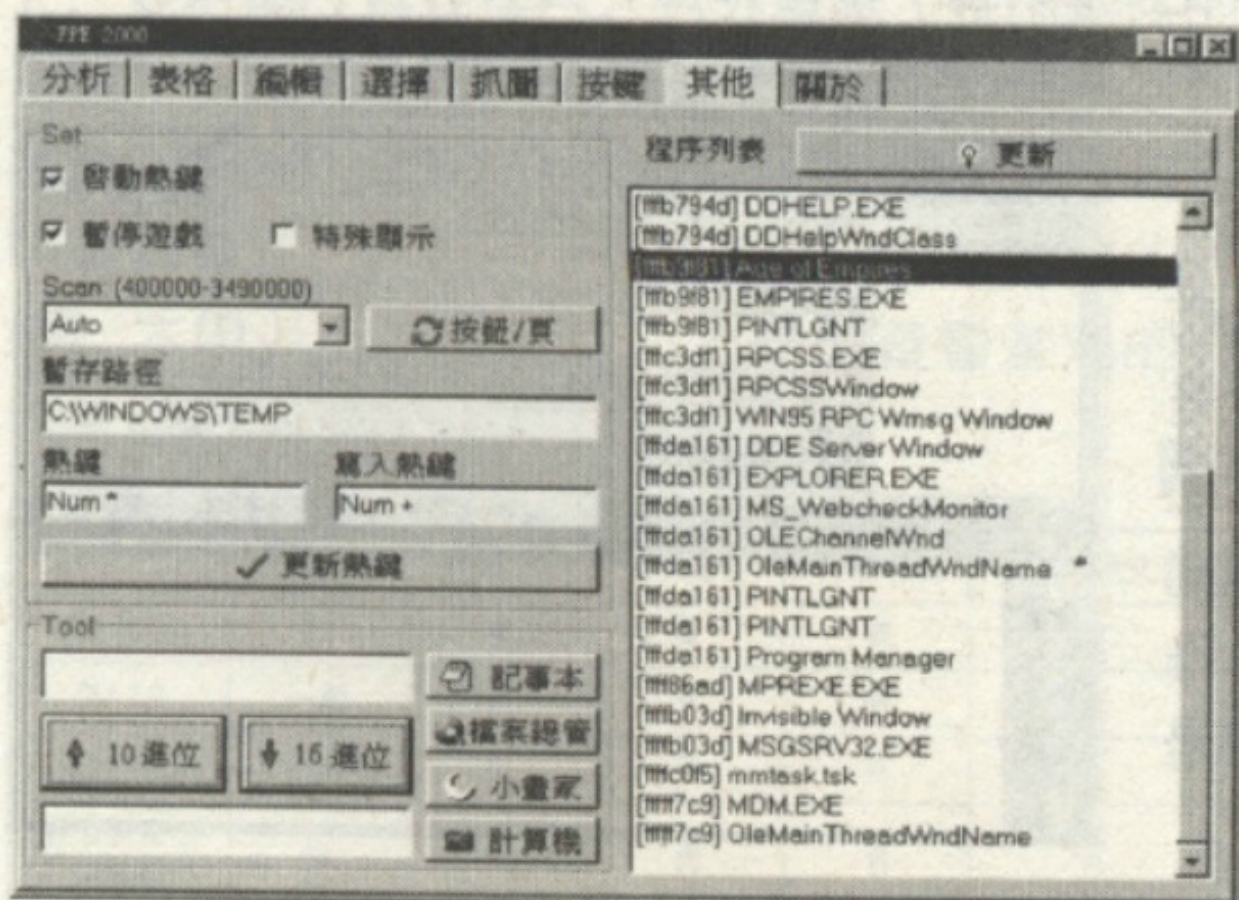 FPE 2000
分析 表格 編輯 選擇 抓圖 按鍵 其他 關於
Set
啓動熱鍵
暫停遊戲 特殊顯示
Scan (400000-3490000)
Auto 按鈕/頁
暫存路徑
C:\WINDOWS\TEMP
熱鍵 寫入熱鍵
Num * Num +
更新熱鍵
Tool
記事本
10進位 16進位 檔案總管
小畫家
計算機
程序列表 更新
[fffb794d] DDHELP.EXE
[fffb794d] DDHelpWndClass
[fffb9f81] Age of Empires
[fffb9f81] EMPIRES.EXE
[fffb9f81] PINTLGNT
[fffc3df1] RPCSS.EXE
[fffc3df1] RPCSSWindow
[fffc3df1] WIN95 RPC Wmsg Window
[fffda161] DDE Server Window
[fffda161] EXPLORER.EXE
[fffda161] MS_WebcheckMonitor
[fffda161] OLEChannelWnd
[fffda161] OleMainThreadWndName
[fffda161] PINTLGNT
[fffda161] PINTLGNT
[fffda161] Program Manager
[ffff86ad] MPREXE.EXE
[ffffb03d] Invisible Window
[ffffb03d] MSGSRV32.EXE
[ffffc0f5] mmtask.tsk
[fffff7c9] MDM.EXE
[fffff7c9] OleMainThreadWndName